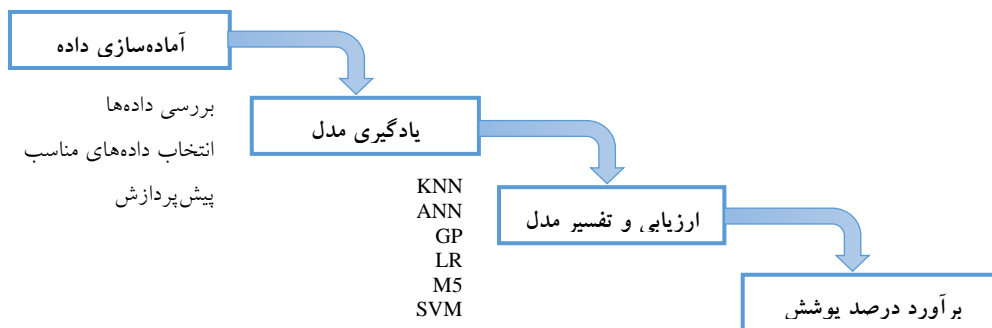 آماده‌سازی داده
بررسی داده‌ها
انتخاب داده‌های مناسب
پیش‌پردازش
یادگیری مدل
KNN
ANN
GP
LR
M5
SVM
ارزیابی و تفسیر مدل
برآورد درصد پوشش